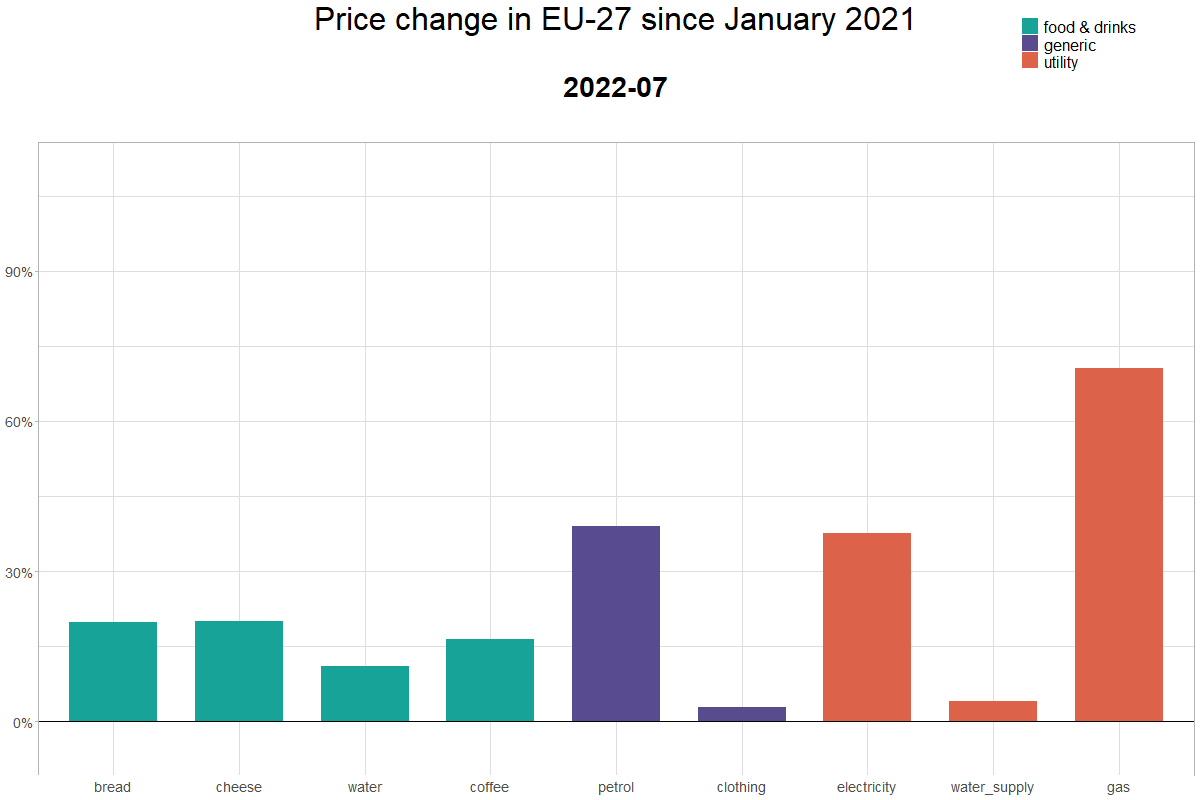 Price change in EU-27 since January 2021
food & drinks
generic
utility
2022-07
90%
60%
30%
0%
bread cheese water coffee petrol clothing electricity water_supply gas